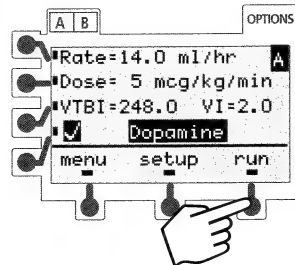 A B OPTIONS
Rate=14.0 ml/hr A
Dose= 5 mcg/kg/min
VTBI=248.0 VI=2.0
✓ Dopamine
menu setup run